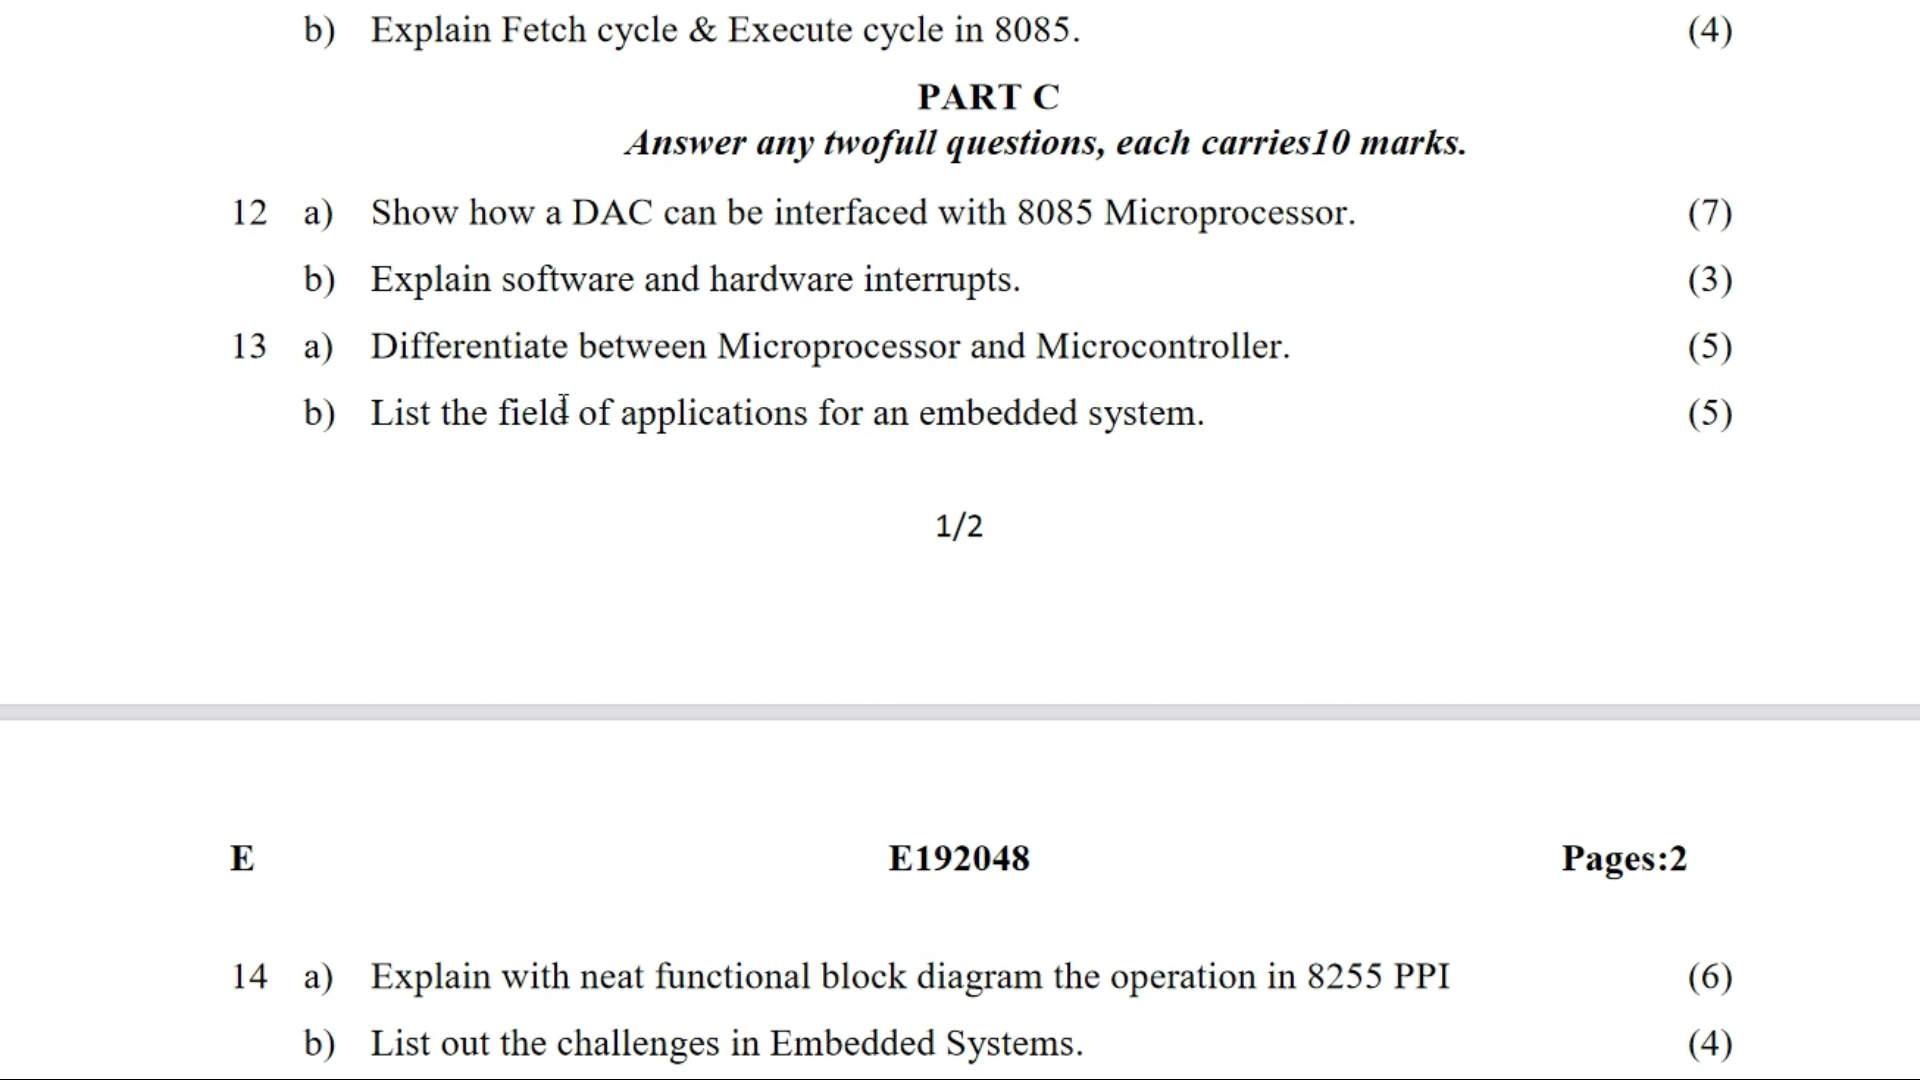 b) Explain Fetch cycle & Execute cycle in 8085. (4)
PART C
Answer any twofull questions, each carries10 marks.
12 a) Show how a DAC can be interfaced with 8085 Microprocessor. (7)
b) Explain software and hardware interrupts. (3)
13 a) Differentiate between Microprocessor and Microcontroller. (5)
b) List the field of applications for an embedded system. (5)
1/2
E E192048 Pages:2
14 a) Explain with neat functional block diagram the operation in 8255 PPI (6)
b) List out the challenges in Embedded Systems. (4)